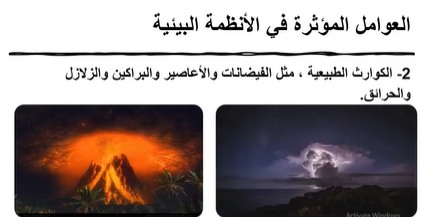 العوامل المؤثرة في الأنظمة البيئية
2- الكوارث الطبيعية ، مثل الفيضانات والأعاصير والبراكين والزلازل
والحرائق.
Activate Windows